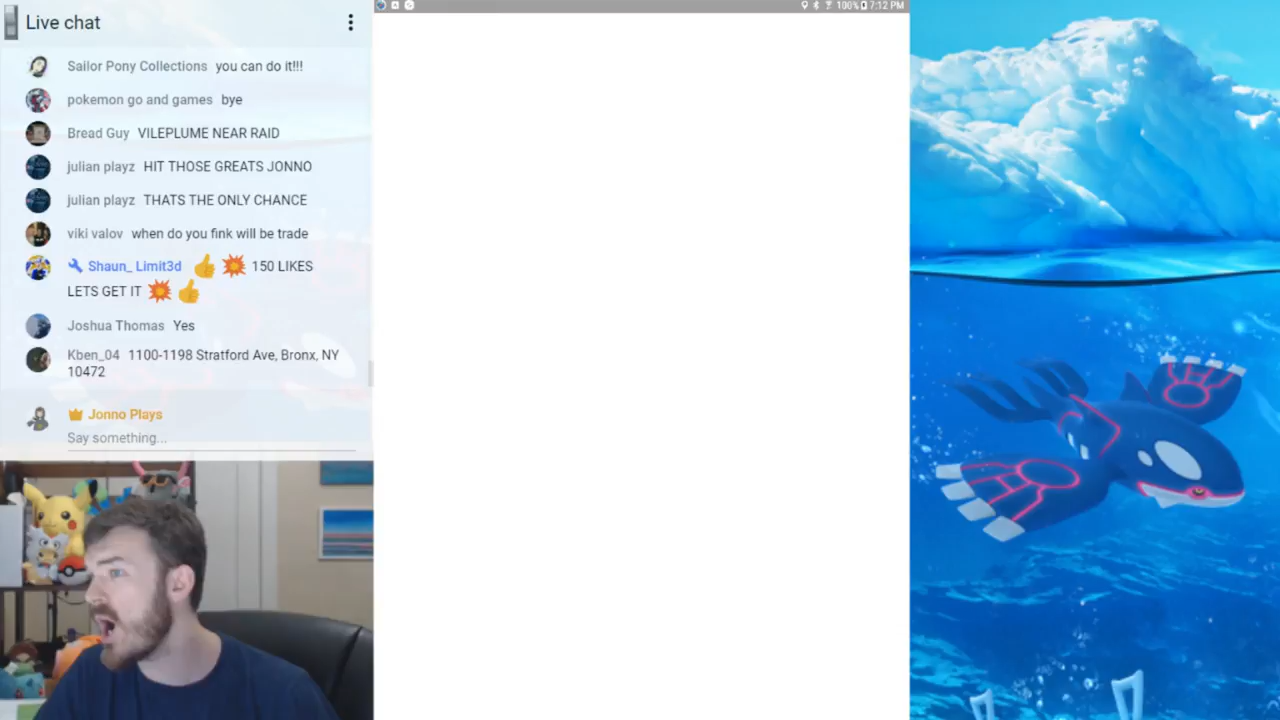 Live chat
100% 7:12 PM
Sailor Pony Collections you can do it!!!
pokemon go and games bye
Bread Guy VILEPLUME NEAR RAID
julian playz HIT THOSE GREATS JONNO
julian playz THATS THE ONLY CHANCE
viki valov when do you fink will be trade
Shaun_ Limit3d 👍 💥 150 LIKES
LETS GET IT 💥 👍
Joshua Thomas Yes
Kben_04 1100-1198 Stratford Ave, Bronx, NY
10472
Jonno Plays
Say something...